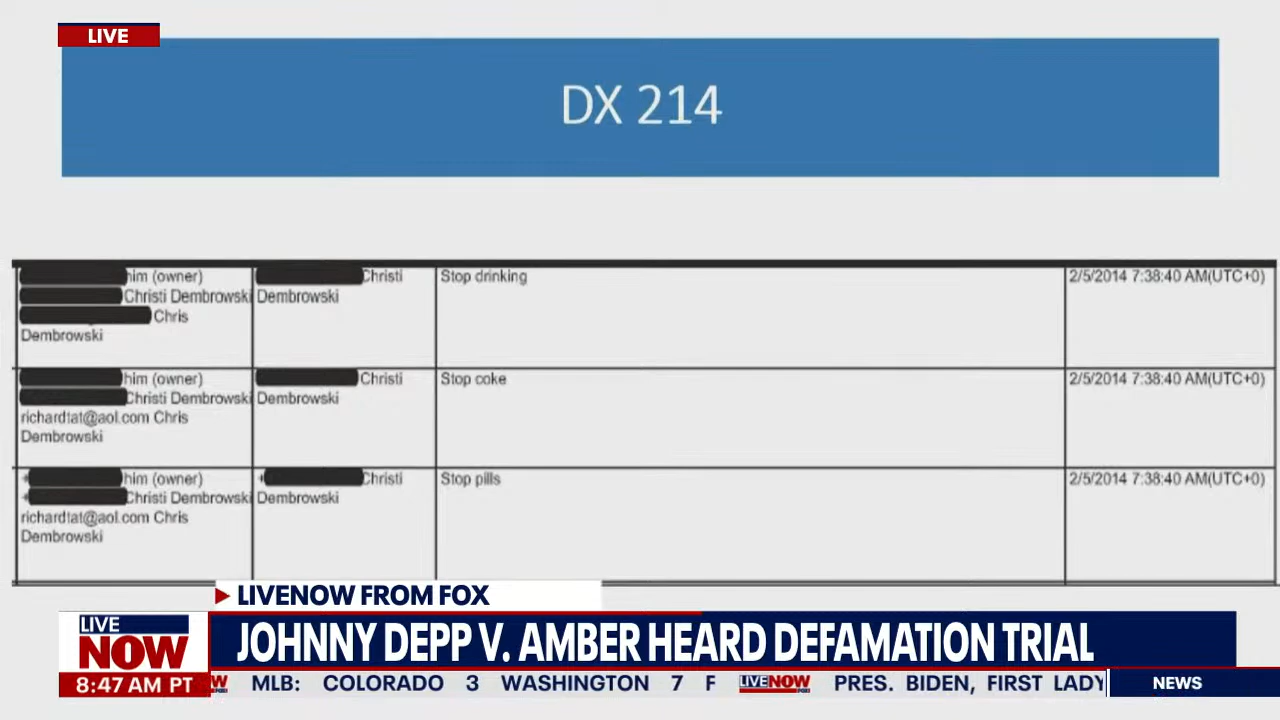 LIVE
DX 214
him (owner)
Christi Dembrowski
Chris
Dembrowski
Christi
Dembrowski
Stop drinking
2/5/2014 7:38:40 AM(UTC+0)
him (owner)
Christi Dembrowski
richardtat@aol.com Chris
Dembrowski
Christi
Dembrowski
Stop coke
2/5/2014 7:38:40 AM(UTC+0)
him (owner)
Christi Dembrowski
richardtat@aol.com Chris
Dembrowski
Christi
Dembrowski
Stop pills
2/5/2014 7:38:40 AM(UTC+0)
LIVENOW FROM FOX
LIVE
NOW
JOHNNY DEPP V. AMBER HEARD DEFAMATION TRIAL
8:47 AM PT
MLB: COLORADO 3 WASHINGTON 7 F LIVENOW PRES. BIDEN, FIRST LADY
NEWS